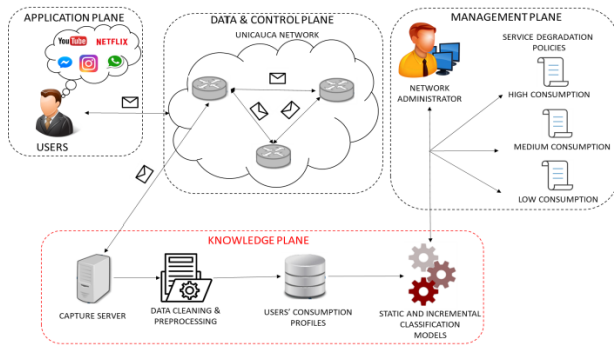 APPLICATION PLANE
YouTube NETFLIX
USERS
DATA & CONTROL PLANE
UNICAUCA NETWORK
MANAGEMENT PLANE
NETWORK
ADMINISTRATOR
SERVICE DEGRADATION
POLICIES
HIGH CONSUMPTION
MEDIUM CONSUMPTION
LOW CONSUMPTION
KNOWLEDGE PLANE
CAPTURE SERVER
DATA CLEANING &
PREPROCESSING
USERS' CONSUMPTION
PROFILES
STATIC AND INCREMENTAL
CLASSIFICATION
MODELS